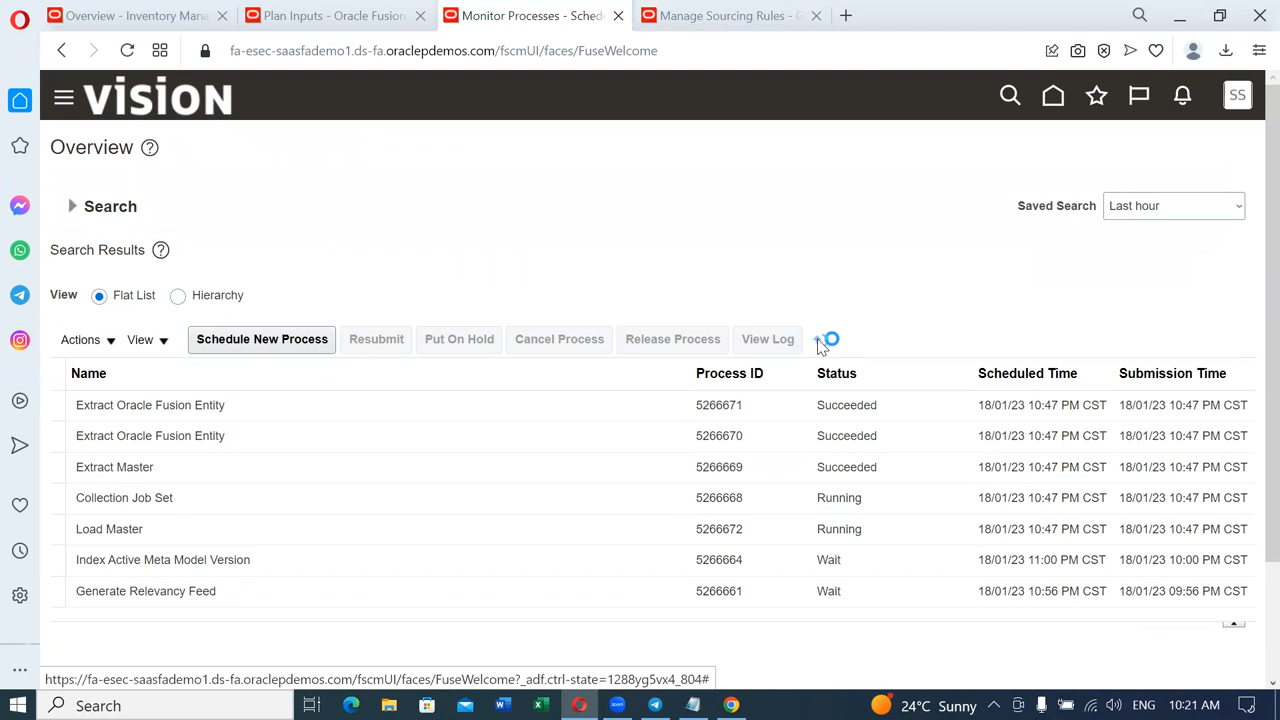 Overview - Inventory Mana
Plan Inputs - Oracle Fusion
Monitor Processes - Sched
Manage Sourcing Rules -
fa-esec-saasfademo1.ds-fa.oraclepdemos.com/fscmUI/faces/FuseWelcome
VISION
SS
Overview
Search
Saved Search Last hour
Search Results
View Flat List Hierarchy
Actions View Schedule New Process Resubmit Put On Hold Cancel Process Release Process View Log
Name Process ID Status Scheduled Time Submission Time
Extract Oracle Fusion Entity 5266671 Succeeded 18/01/23 10:47 PM CST 18/01/23 10:47 PM CST
Extract Oracle Fusion Entity 5266670 Succeeded 18/01/23 10:47 PM CST 18/01/23 10:47 PM CST
Extract Master 5266669 Succeeded 18/01/23 10:47 PM CST 18/01/23 10:47 PM CST
Collection Job Set 5266668 Running 18/01/23 10:47 PM CST 18/01/23 10:47 PM CST
Load Master 5266672 Running 18/01/23 10:47 PM CST 18/01/23 10:47 PM CST
Index Active Meta Model Version 5266664 Wait 18/01/23 11:00 PM CST 18/01/23 10:00 PM CST
Generate Relevancy Feed 5266661 Wait 18/01/23 10:56 PM CST 18/01/23 09:56 PM CST
https://fa-esec-saasfademo1.ds-fa.oraclepdemos.com/fscmUI/faces/FuseWelcome?_adf.ctrl-state=1288yg5vx4_804#
Search
24°C Sunny ENG 10:21 AM